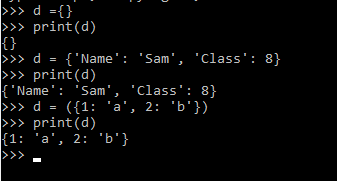 >>> d ={}
>>> print(d)
{}
>>> d = {'Name': 'Sam', 'Class': 8}
>>> print(d)
{'Name': 'Sam', 'Class': 8}
>>> d = ({1: 'a', 2: 'b'})
>>> print(d)
{1: 'a', 2: 'b'}
>>> _